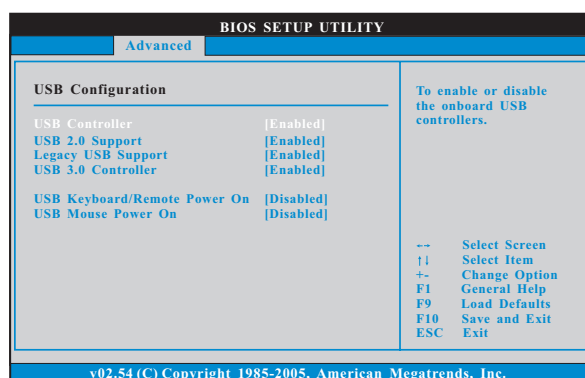 BIOS SETUP UTILITY
Advanced
USB Configuration
USB Controller [Enabled]
USB 2.0 Support [Enabled]
Legacy USB Support [Enabled]
USB 3.0 Controller [Enabled]
USB Keyboard/Remote Power On [Disabled]
USB Mouse Power On [Disabled]
To enable or disable
the onboard USB
controllers.
←→ Select Screen
↑↓ Select Item
+- Change Option
F1 General Help
F9 Load Defaults
F10 Save and Exit
ESC Exit
v02.54 (C) Copyright 1985-2005, American Megatrends, Inc.